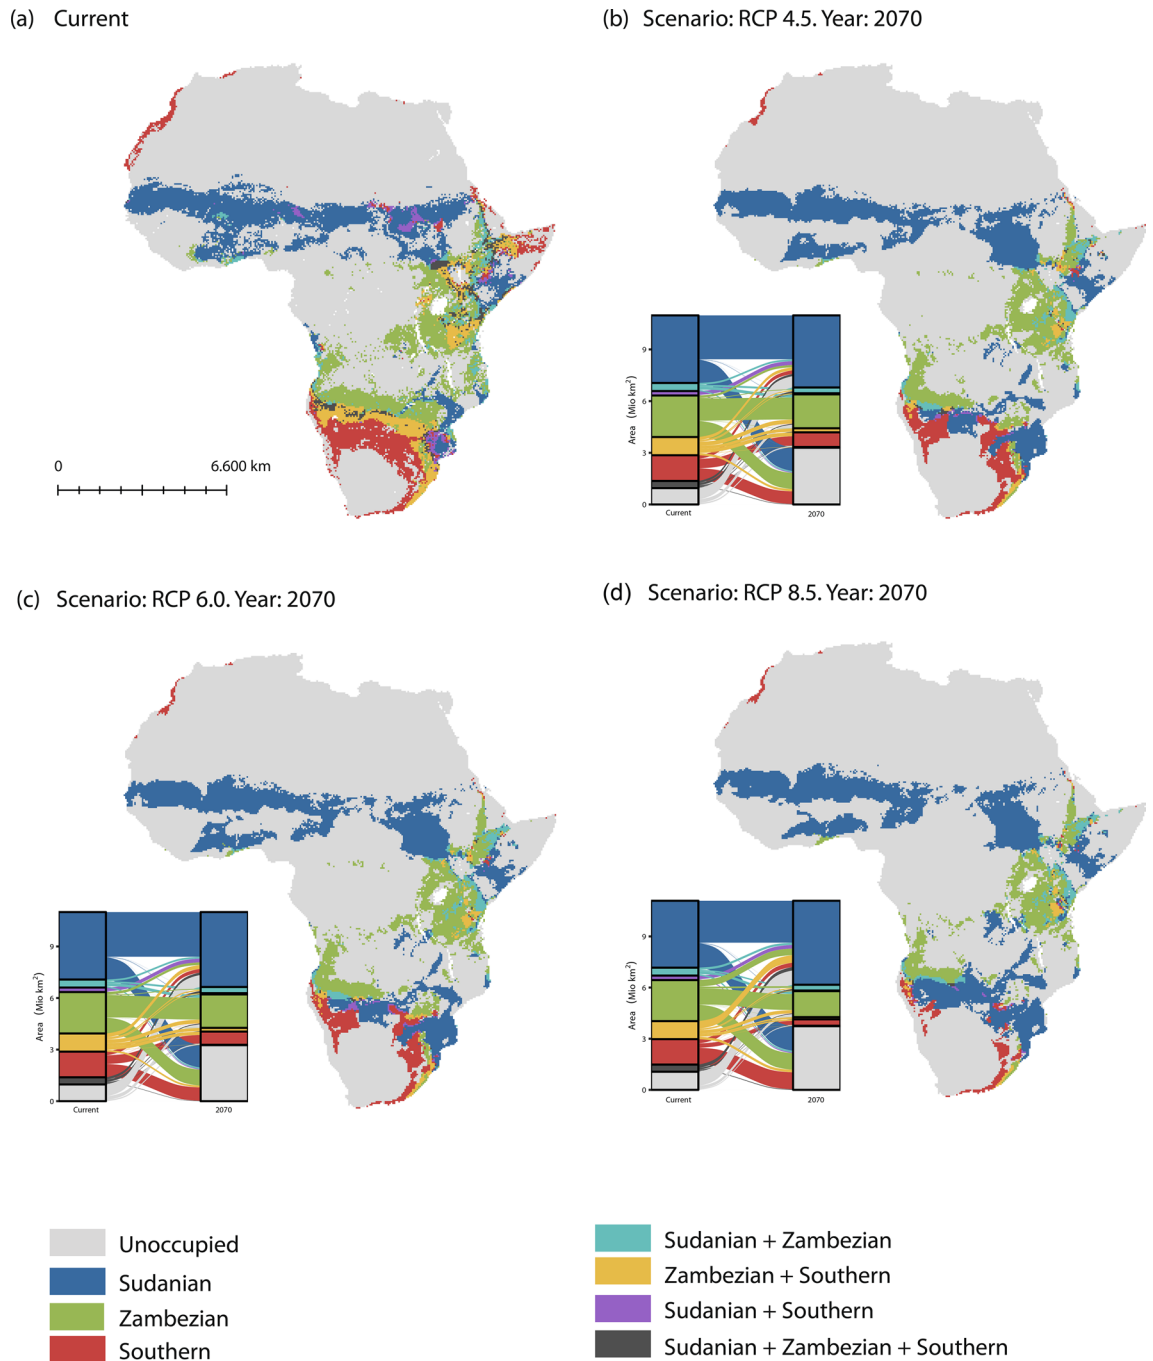 (a) Current
(b) Scenario: RCP 4.5. Year: 2070
0 6.600 km
Area (Mio km²)
9
6
3
0
Current 2070
(c) Scenario: RCP 6.0. Year: 2070
(d) Scenario: RCP 8.5. Year: 2070
Area (Mio km²)
9
6
3
0
Current 2070
Area (Mio km²)
9
6
3
0
Current 2070
Unoccupied
Sudanian
Zambezian
Southern
Sudanian + Zambezian
Zambezian + Southern
Sudanian + Southern
Sudanian + Zambezian + Southern